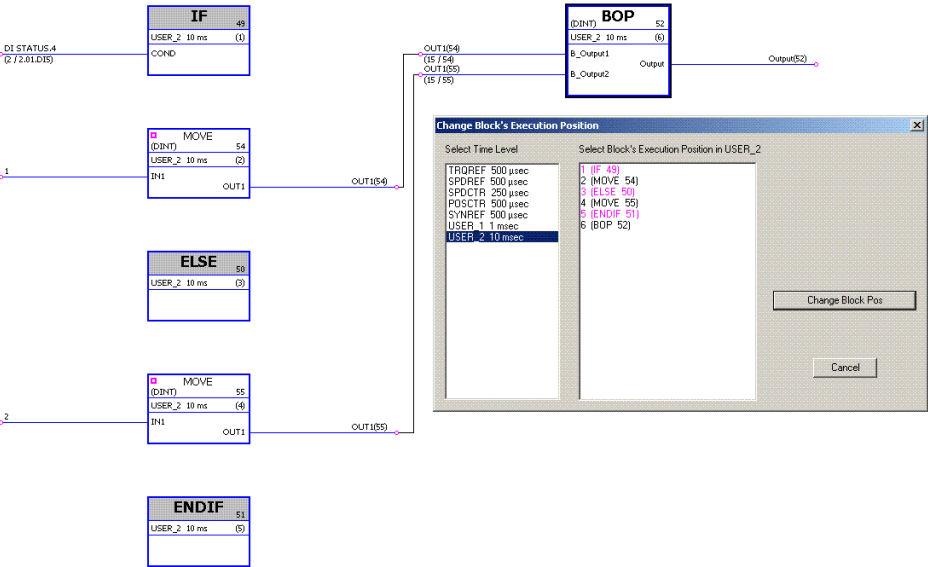 IF
49
USER_2 10 ms (1)
COND
DI STATUS.4
(2 / 2.01.DI5)
MOVE
(DINT) 54
USER_2 10 ms (2)
IN1
OUT1
1
OUT1(54)
ELSE
50
USER_2 10 ms (3)
MOVE
(DINT) 55
USER_2 10 ms (4)
IN1
OUT1
2
OUT1(55)
ENDIF
51
USER_2 10 ms (5)
OUT1(54)
(15 / 54)
OUT1(55)
(15 / 55)
BOP
(DINT) 52
USER_2 10 ms (6)
B_Output1
Output
B_Output2
Output(52)
Change Block's Execution Position
Select Time Level
TRQREF 500 µsec
SPDREF 500 µsec
SPDCTR 250 µsec
POSCTR 500 µsec
SYNREF 500 µsec
USER_1 1 msec
USER_2 10 msec
Select Block's Execution Position in USER_2
1 (IF 49)
2 (MOVE 54)
3 (ELSE 50)
4 (MOVE 55)
5 (ENDIF 51)
6 (BOP 52)
Change Block Pos
Cancel